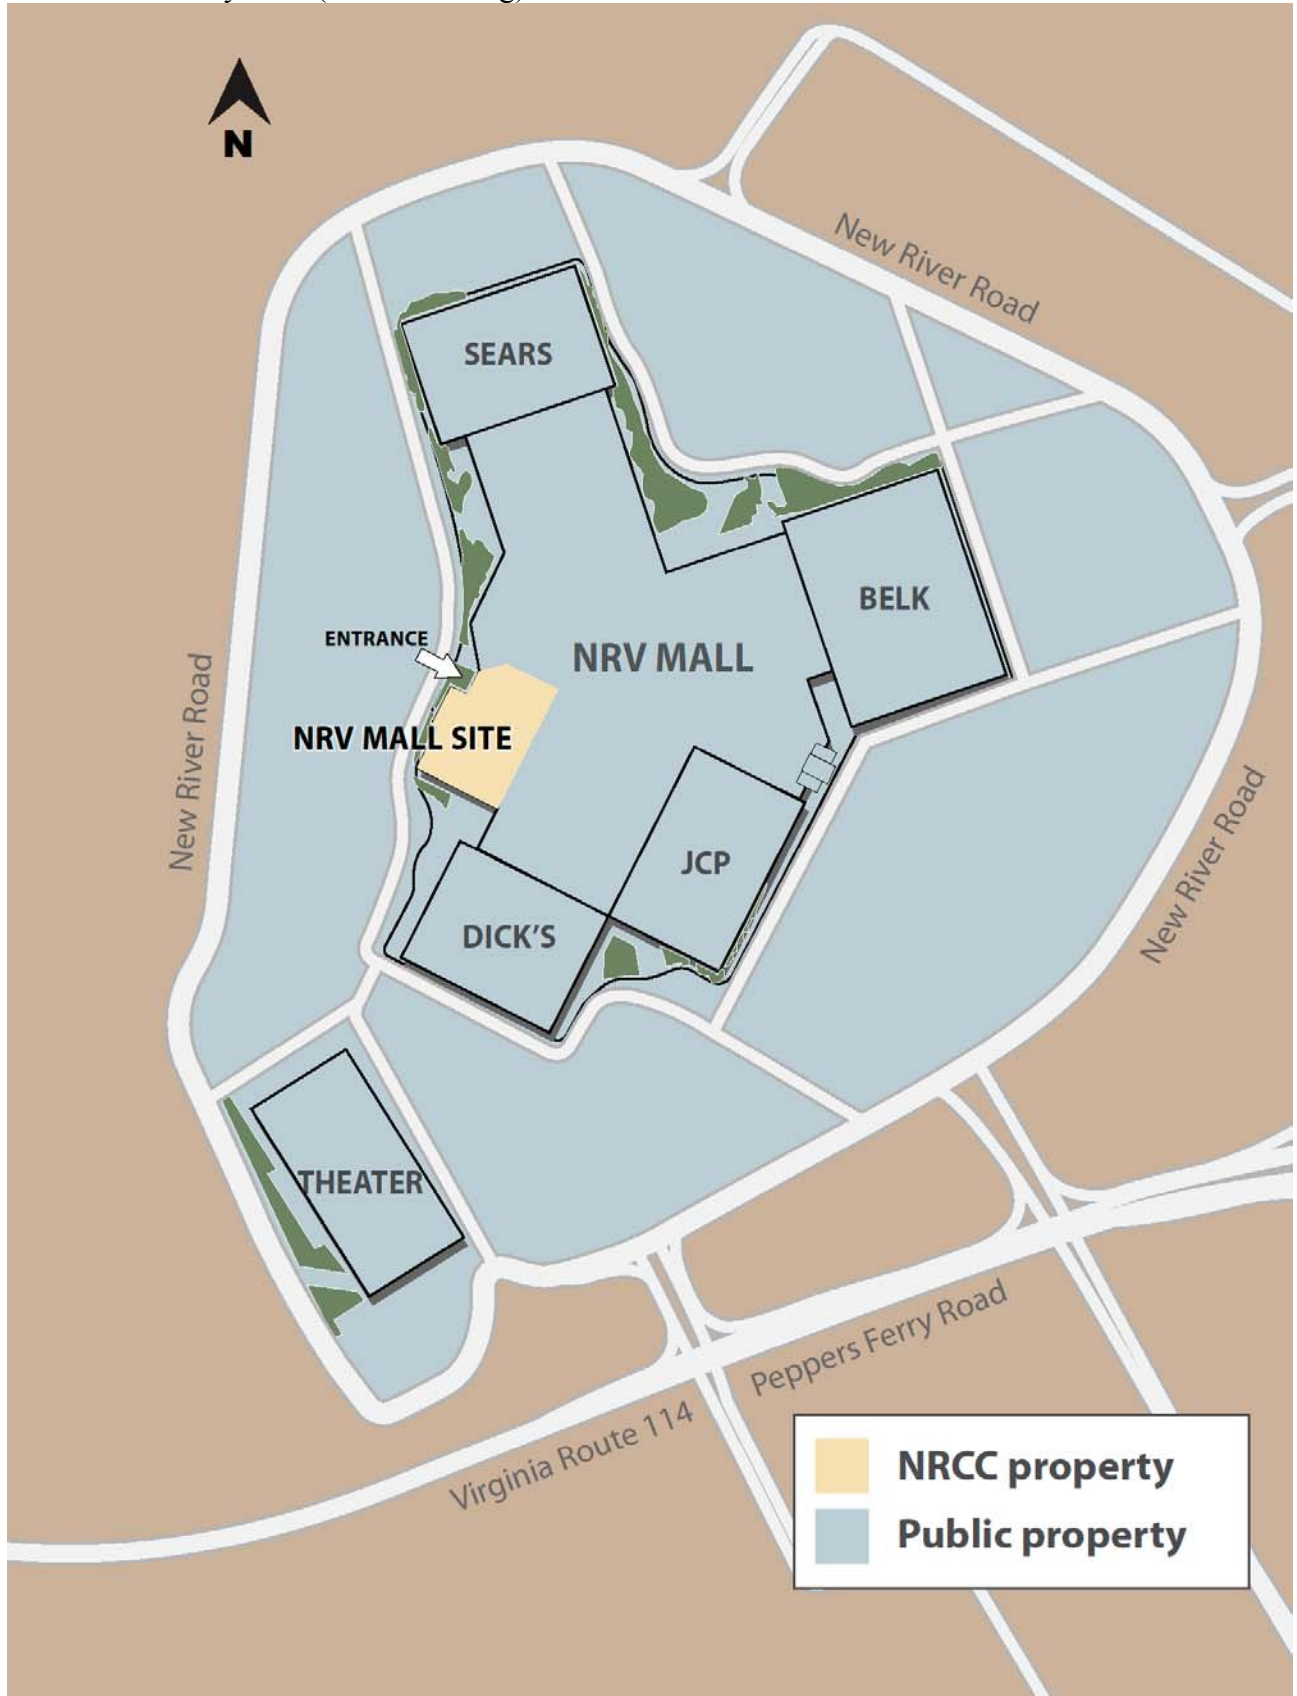 N
New River Road
SEARS
BELK
ENTRANCE
NRV MALL
NRV MALL SITE
New River Road
JCP
New River Road
DICK'S
THEATER
Peppers Ferry Road
Virginia Route 114
NRCC property
Public property